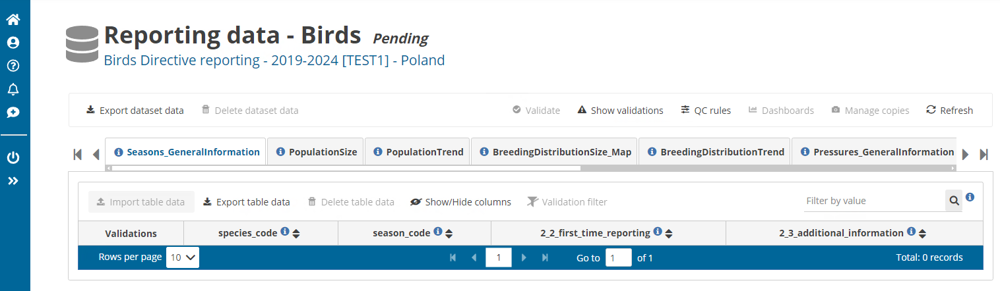 Reporting data - Birds Pending
Birds Directive reporting - 2019-2024 [TEST1] - Poland
Export dataset data Delete dataset data Validate Show validations QC rules Dashboards Manage copies Refresh
Seasons_GeneralInformation PopulationSize PopulationTrend BreedingDistributionSize_Map BreedingDistributionTrend Pressures_GeneralInformation
Import table data Export table data Delete table data Show/Hide columns Validation filter Filter by value
Validations species_code season_code 2_2_first_time_reporting 2_3_additional_information
Rows per page 10 1 Go to 1 of 1 Total: 0 records